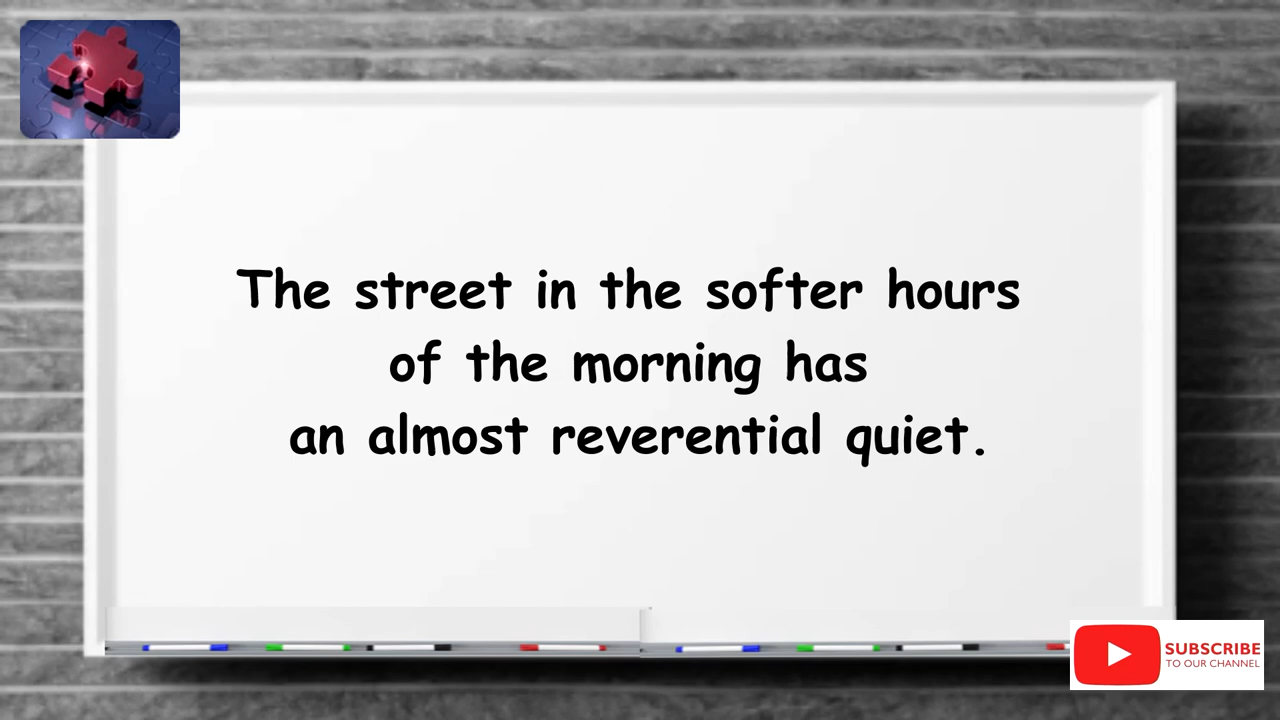 The street in the softer hours
of the morning has
an almost reverential quiet.
SUBSCRIBE
TO OUR CHANNEL